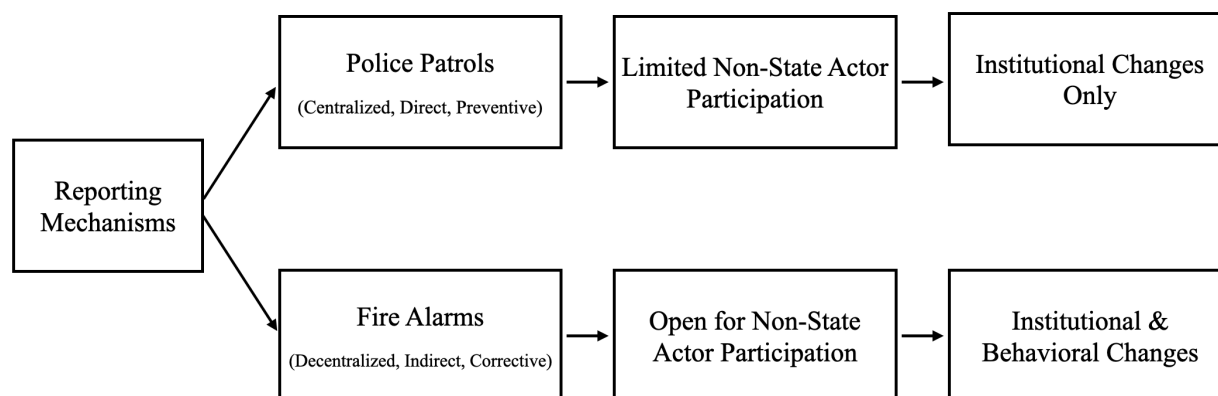 Reporting
Mechanisms
Police Patrols
(Centralized, Direct, Preventive)
Limited Non-State Actor
Participation
Institutional Changes
Only
Fire Alarms
(Decentralized, Indirect, Corrective)
Open for Non-State
Actor Participation
Institutional &
Behavioral Changes